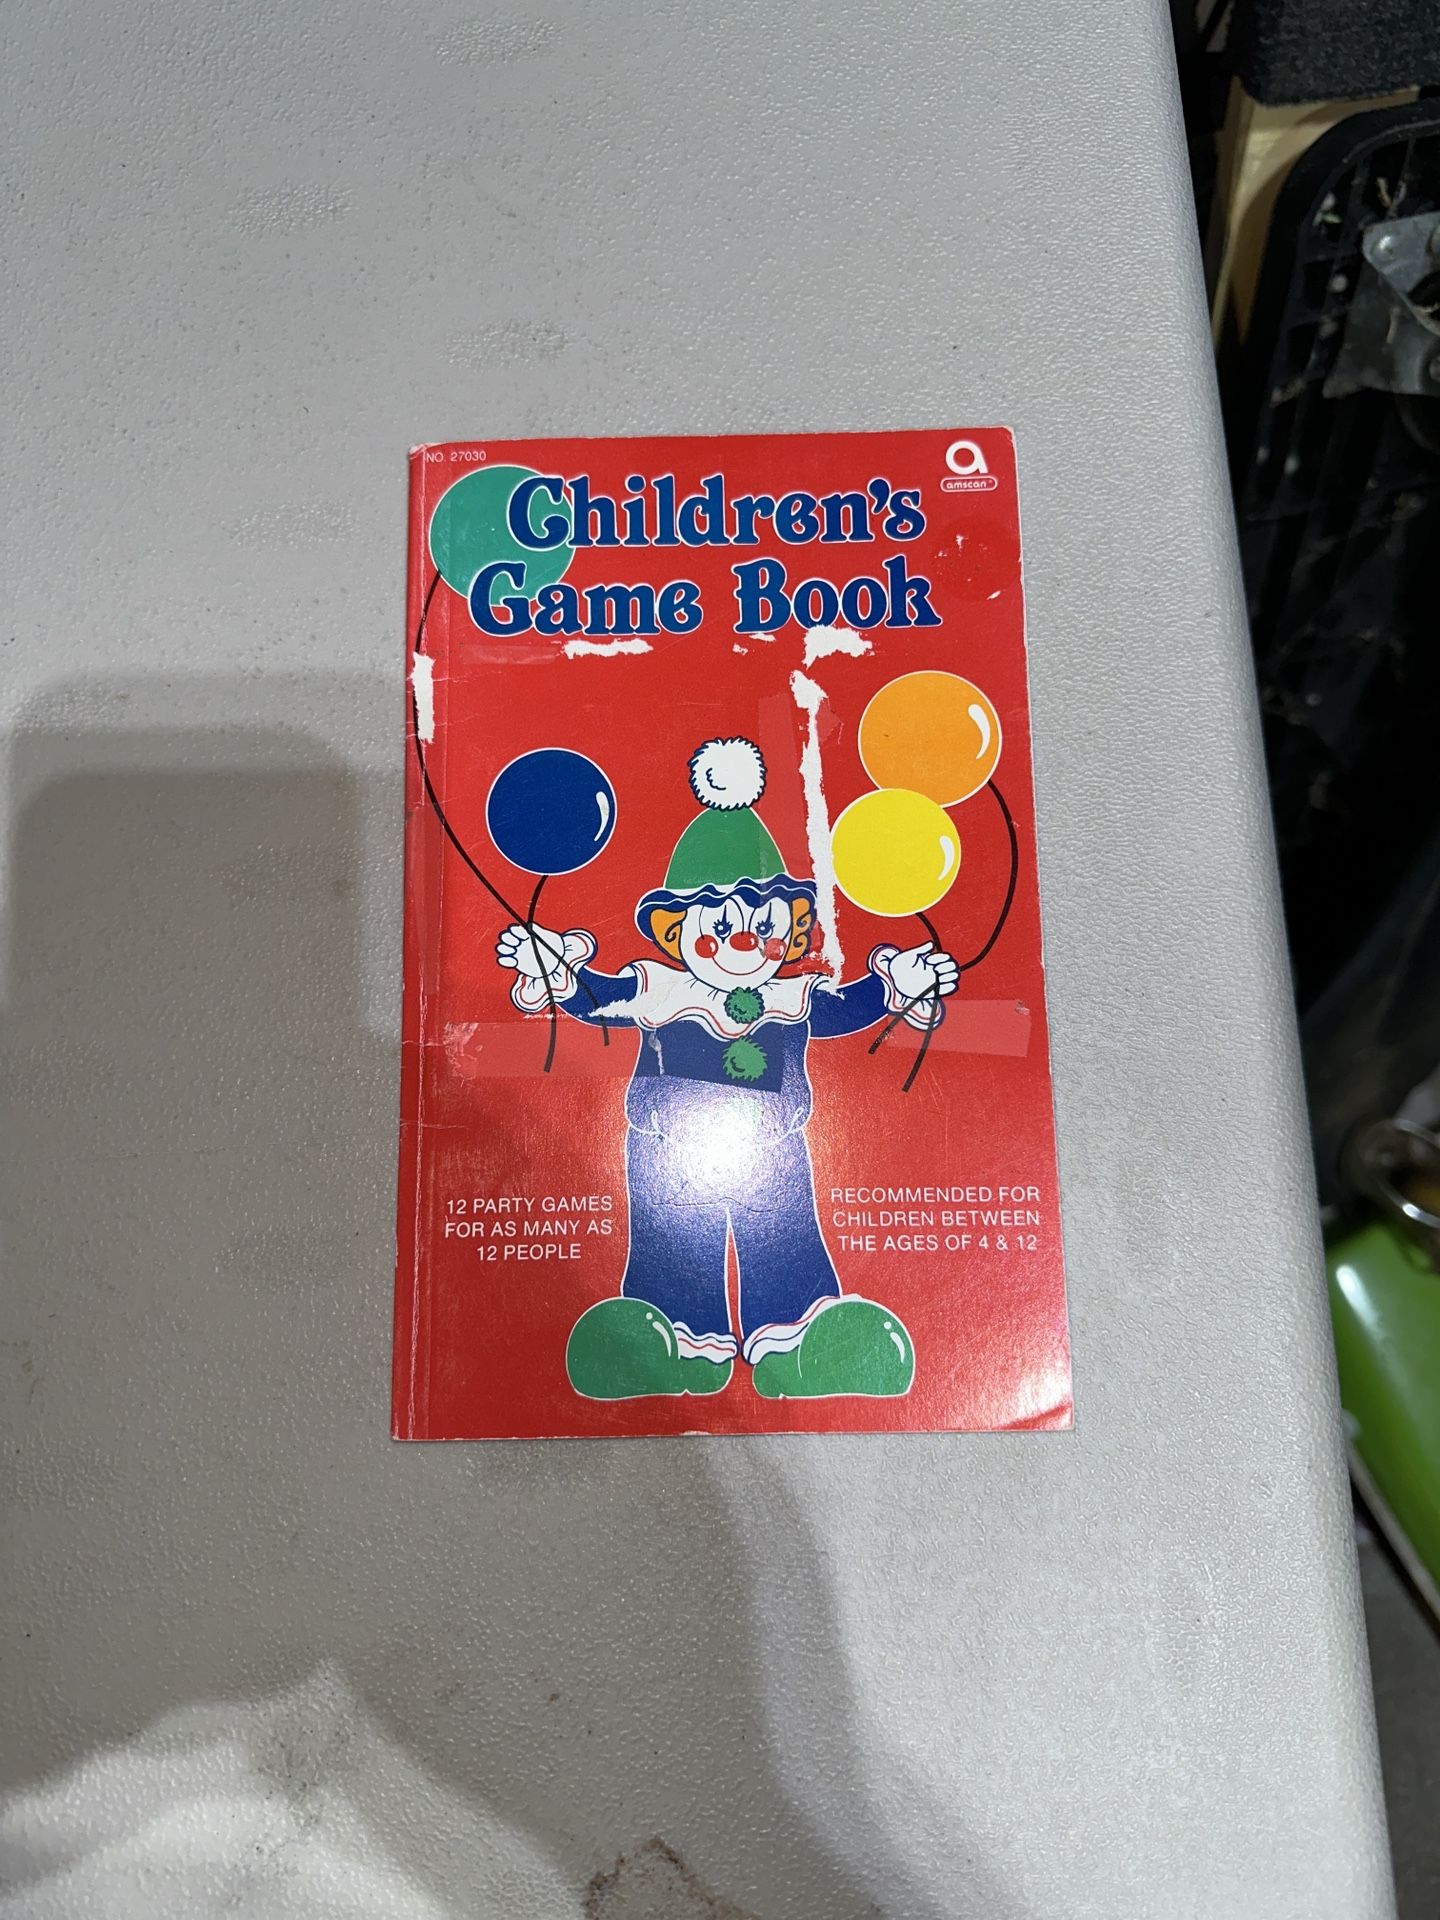 NO. 27030
a
amscan®
Children's
Game Book
12 PARTY GAMES
FOR AS MANY AS
12 PEOPLE
RECOMMENDED FOR
CHILDREN BETWEEN
THE AGES OF 4 & 12